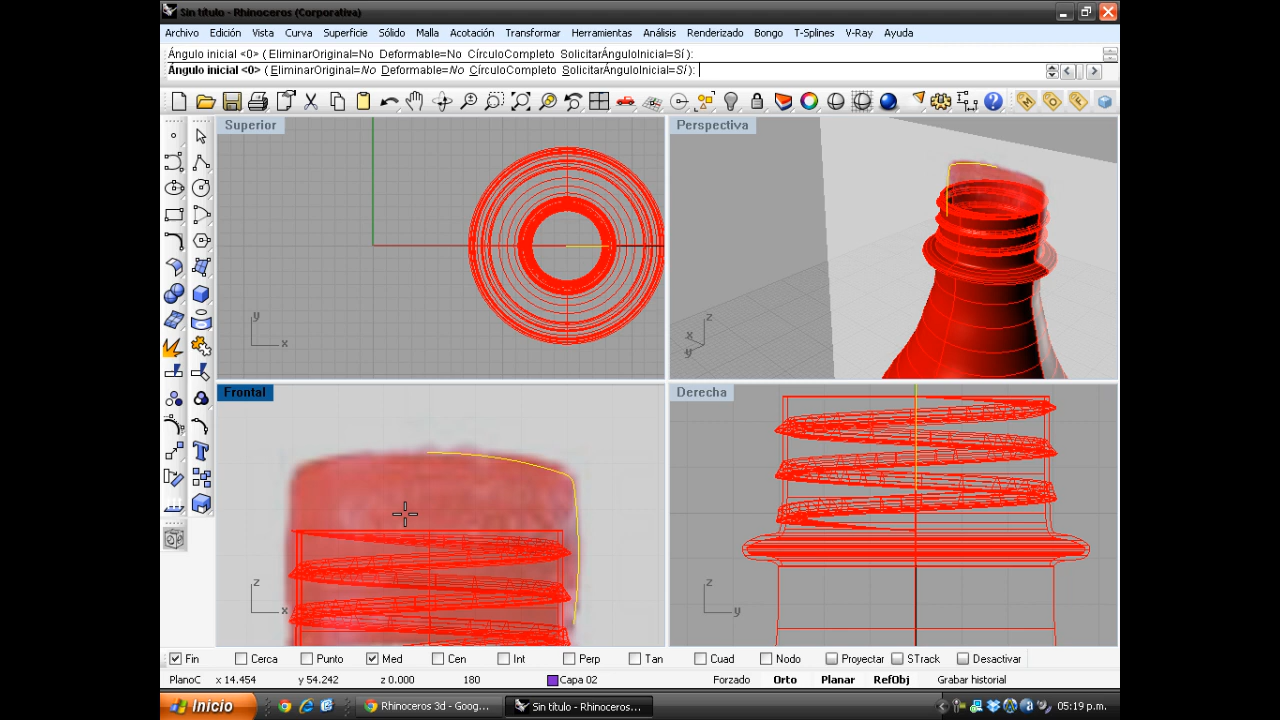 Sin título - Rhinoceros (Corporativa)
Archivo Edición Vista Curva Superficie Sólido Malla Acotación Transformar Herramientas Análisis Renderizado Bongo T-Splines V-Ray Ayuda
Ángulo inicial <0> ( EliminarOriginal=No Deformable=No CírculoCompleto SolicitarÁnguloInicial=Sí ):
Ángulo inicial <0> ( EliminarOriginal=No Deformable=No CírculoCompleto SolicitarÁnguloInicial=Sí ):
Superior
Perspectiva
y
x
z
x
y
Frontal
Derecha
z
x
z
y
Fin Cerca Punto Med Cen Int Perp Tan Cuad Nodo Proyectar STrack Desactivar
PlanoC x 14.454 y 54.242 z 0.000 180 Capa 02 Forzado Orto Planar RefObj Grabar historial
Inicio Rhinoceros 3d - Goog... Sin título - Rhinoceros... 05:19 p.m.